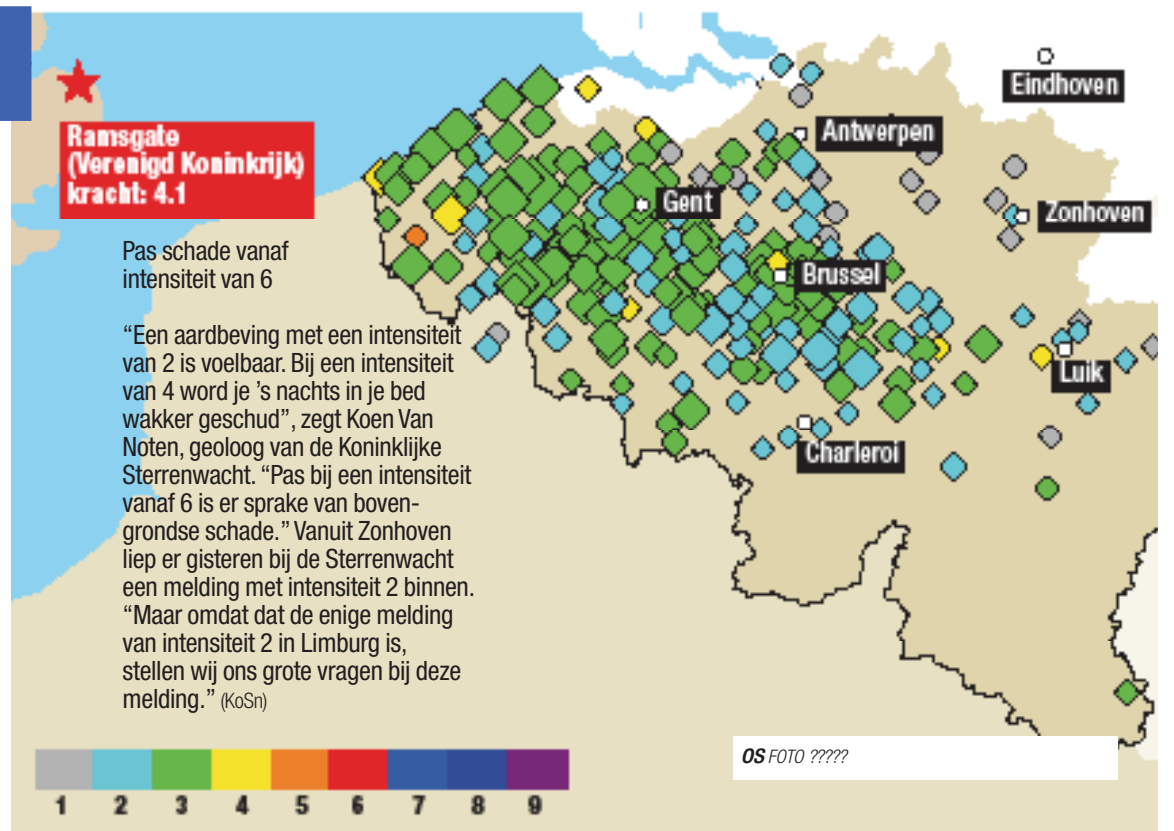 Ramsgate
(Verenigd Koninkrijk)
kracht: 4.1
Eindhoven
Antwerpen
Gent
Zonhoven
Brussel
Luik
Charleroi
Pas schade vanaf
intensiteit van 6
“Een aardbeving met een intensiteit
van 2 is voelbaar. Bij een intensiteit
van 4 word je ’s nachts in je bed
wakker geschud”, zegt Koen Van
Noten, geoloog van de Koninklijke
Sterrenwacht. “Pas bij een intensiteit
vanaf 6 is er sprake van boven-
grondse schade.” Vanuit Zonhoven
liep er gisteren bij de Sterrenwacht
een melding met intensiteit 2 binnen.
“Maar omdat dat de enige melding
van intensiteit 2 in Limburg is,
stellen wij ons grote vragen bij deze
melding.” (KoSn)
OS FOTO ?????
1 2 3 4 5 6 7 8 9